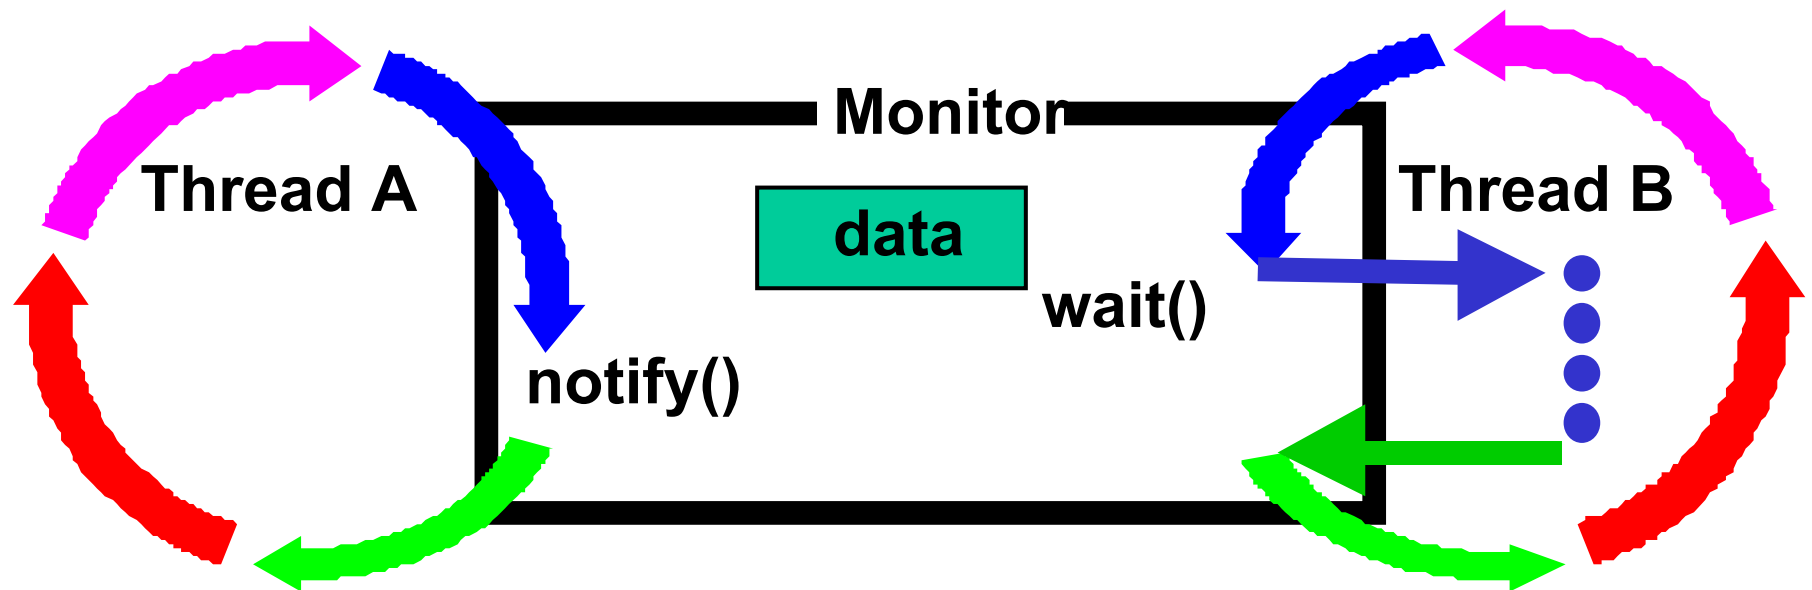 Monitor
Thread A
data
Thread B
wait()
notify()